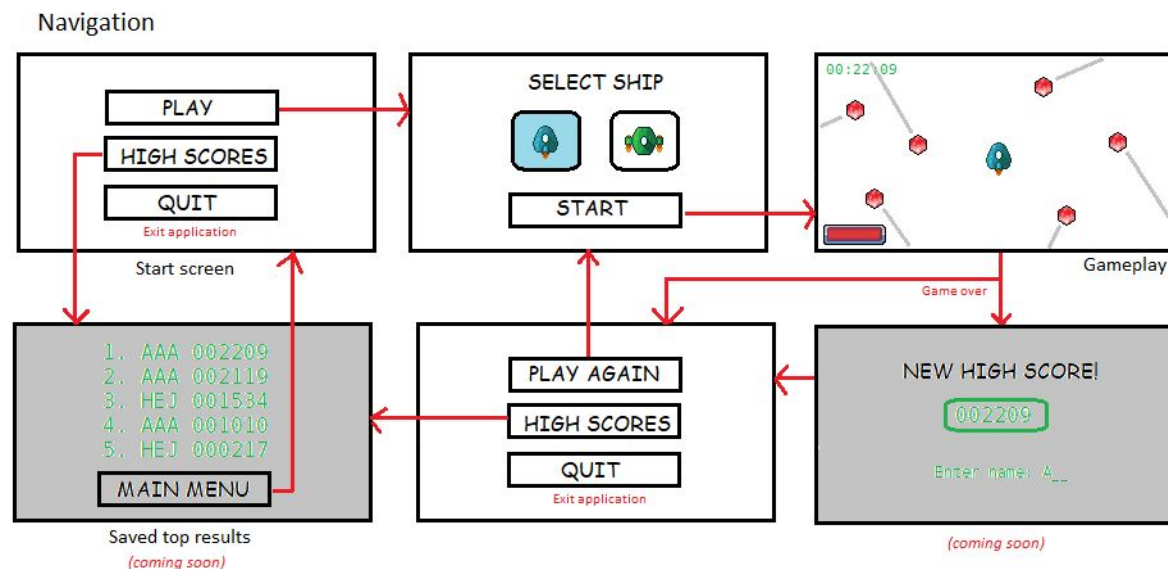 Navigation
PLAY
HIGH SCORES
QUIT
Exit application
Start screen
SELECT SHIP
START
00:22:09
Gameplay
Game over
1. AAA 002209
2. AAA 002119
3. HEJ 001534
4. AAA 001010
5. HEJ 000217
MAIN MENU
Saved top results
(coming soon)
PLAY AGAIN
HIGH SCORES
QUIT
Exit application
NEW HIGH SCORE!
002209
Enter name: A__
(coming soon)